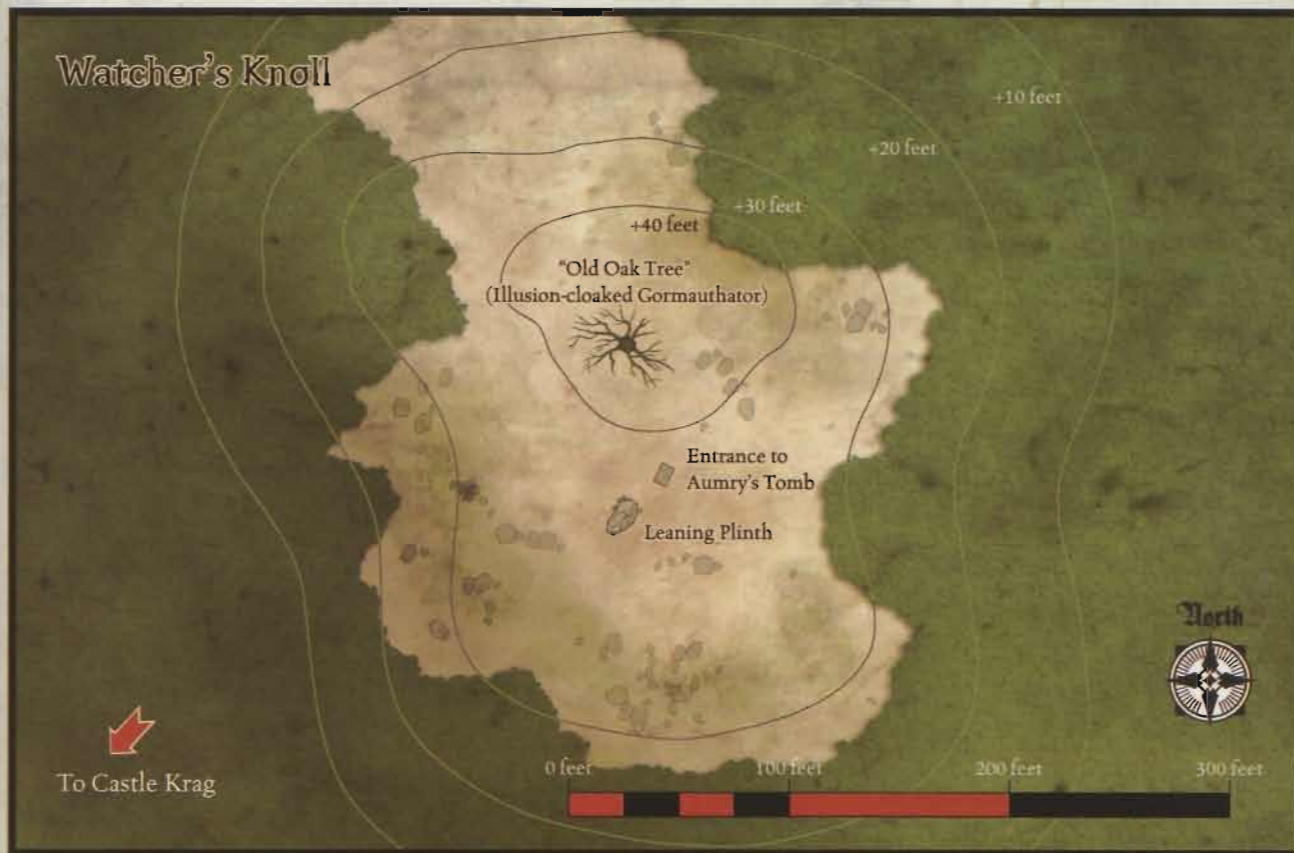 Watcher's Knoll
+10 feet
+20 feet
+30 feet
+40 feet
"Old Oak Tree"
(Illusion-cloaked Gormauthator)
Entrance to
Aumry's Tomb
Leaning Plinth
North
To Castle Krag
0 feet
100 feet
200 feet
300 feet